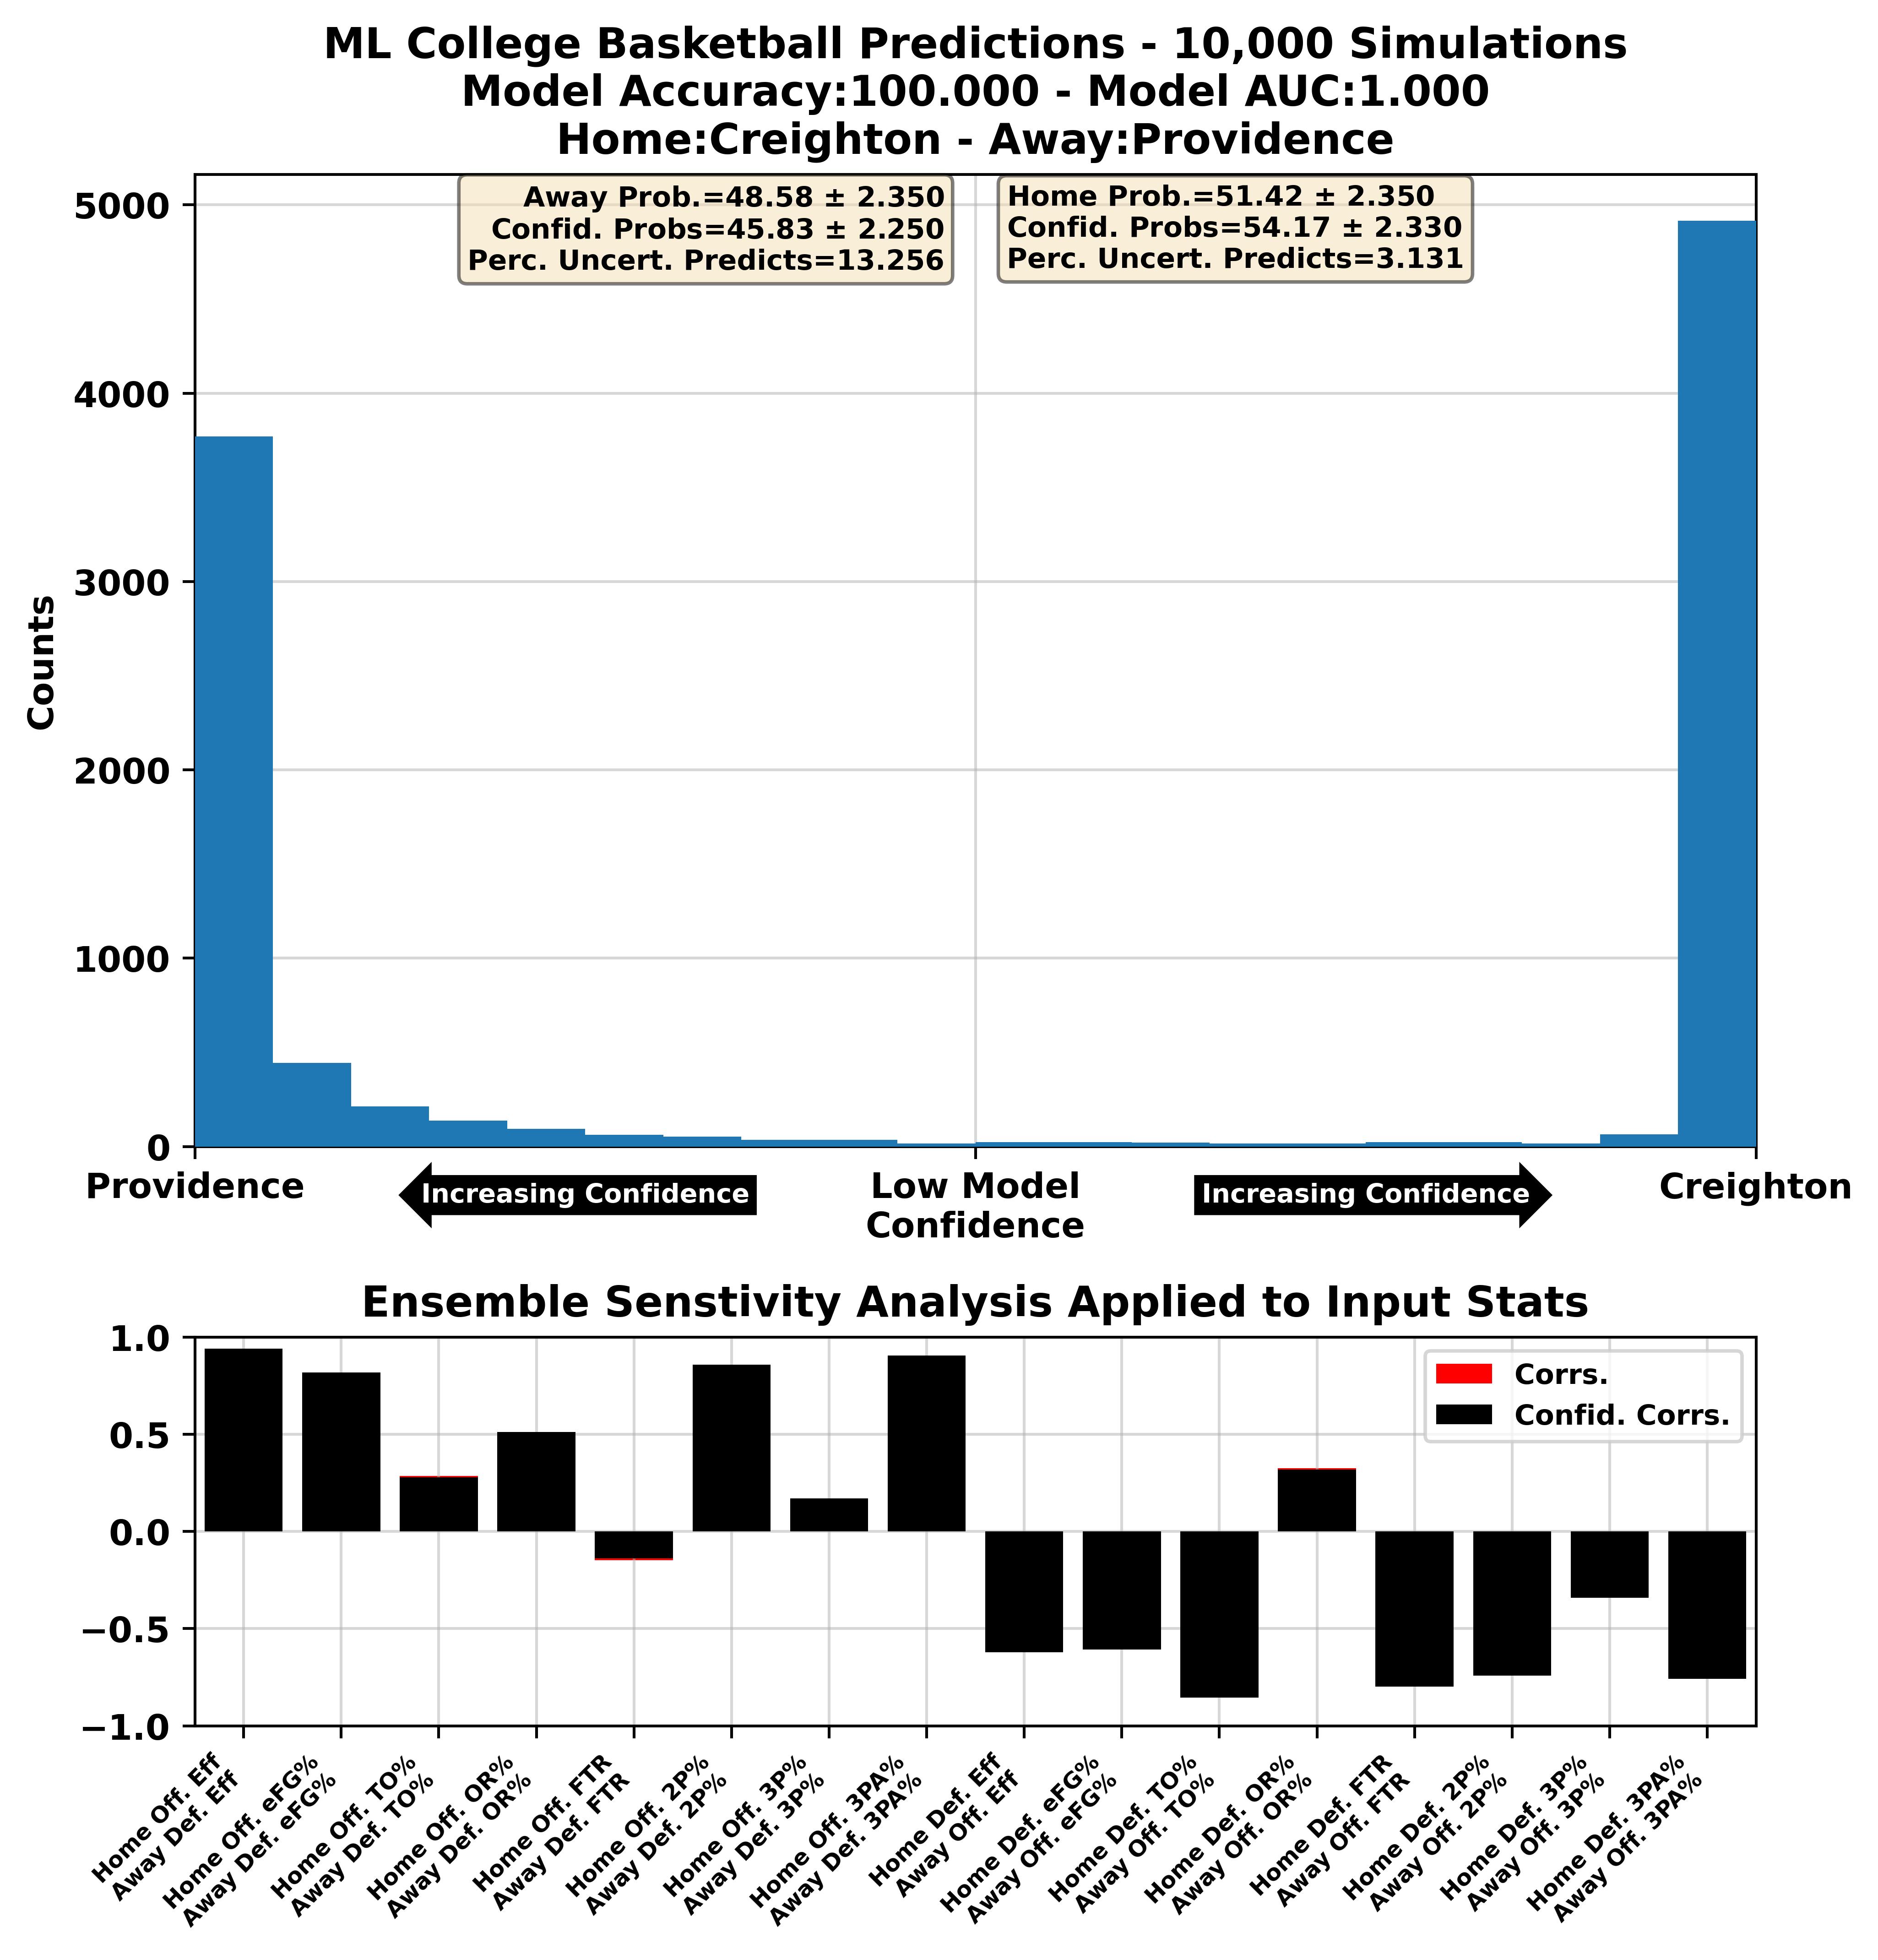 ML College Basketball Predictions - 10,000 Simulations
Model Accuracy:100.000 - Model AUC:1.000
Home:Creighton - Away:Providence
Away Prob.=48.58 ± 2.350
Confid. Probs=45.83 ± 2.250
Perc. Uncert. Predicts=13.256
Home Prob.=51.42 ± 2.350
Confid. Probs=54.17 ± 2.330
Perc. Uncert. Predicts=3.131
5000
4000
3000
2000
1000
0
Counts
Providence
Increasing Confidence
Low Model
Confidence
Increasing Confidence
Creighton
Ensemble Senstivity Analysis Applied to Input Stats
1.0
0.5
0.0
−0.5
−1.0
Corrs.
Confid. Corrs.
Home Off. Eff
Away Def. Eff
Home Off. eFG%
Away Def. eFG%
Home Off. TO%
Away Def. TO%
Home Off. OR%
Away Def. OR%
Home Off. FTR
Away Def. FTR
Home Off. 2P%
Away Def. 2P%
Home Off. 3P%
Away Def. 3P%
Home Off. 3PA%
Away Def. 3PA%
Home Def. Eff
Away Off. Eff
Home Def. eFG%
Away Off. eFG%
Home Def. TO%
Away Off. TO%
Home Def. OR%
Away Off. OR%
Home Def. FTR
Away Off. FTR
Home Def. 2P%
Away Off. 2P%
Home Def. 3P%
Away Off. 3P%
Home Def. 3PA%
Away Off. 3PA%